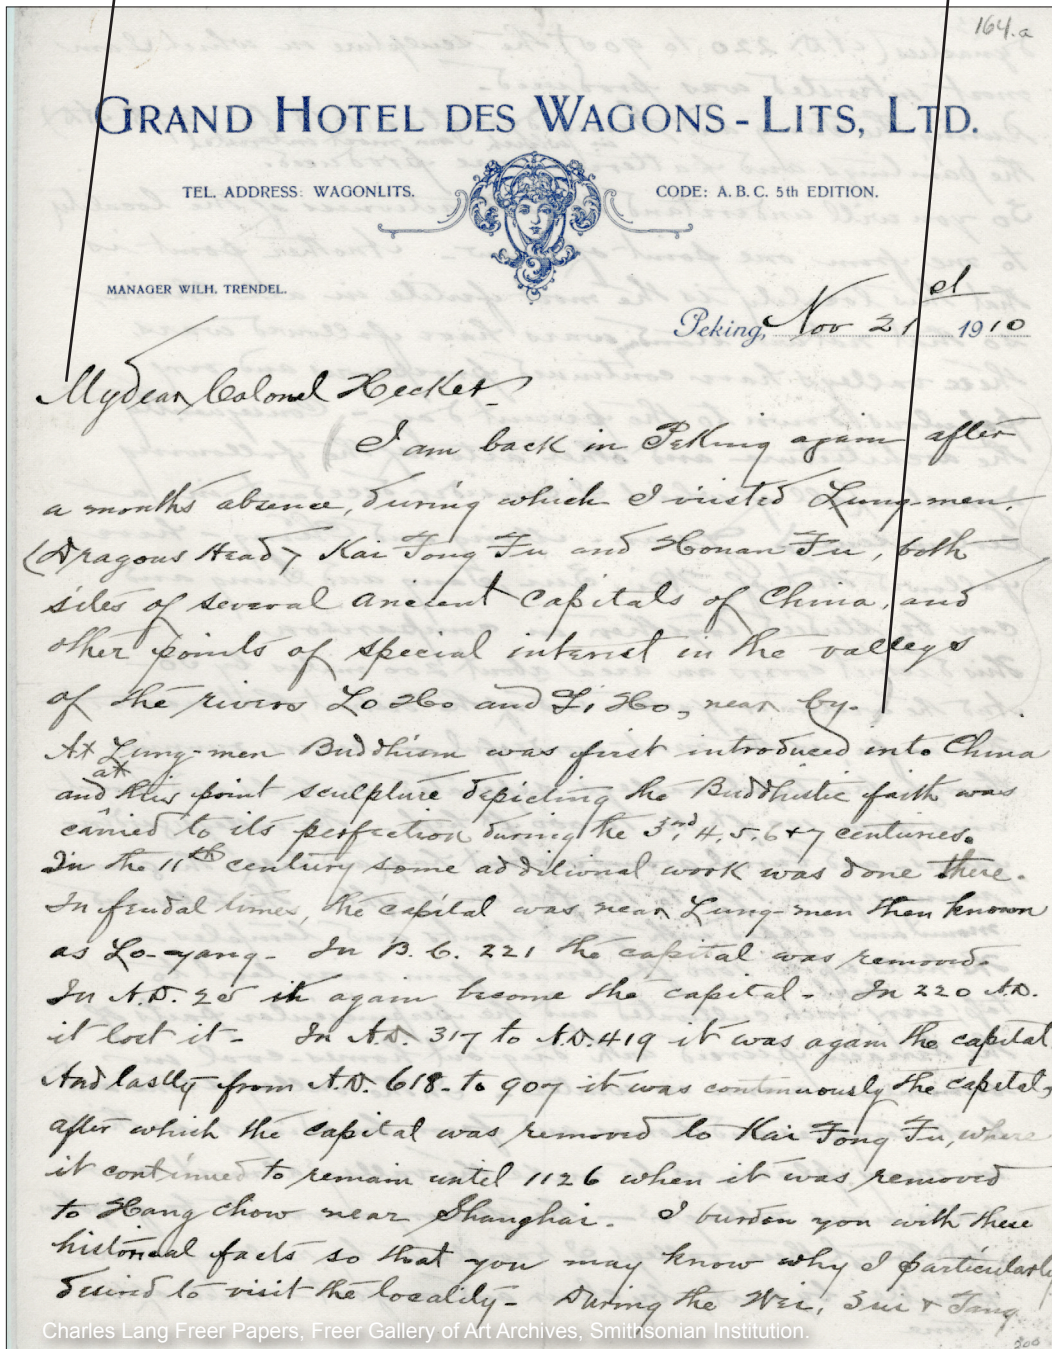 164.a
GRAND HOTEL DES WAGONS-LITS, LTD.
TEL. ADDRESS: WAGONLITS.
CODE: A.B.C. 5th EDITION.
MANAGER WILH. TRENDEL.
Peking, Nov 21st 1910
My dear Colonel Hecker–
I am back in Peking again after
a months absence, during which I visited Lung-men,
(Dragons Head) Kai Fong Fu and Honan Fu, both
sites of several ancient capitals of China, and
other points of special interest in the valleys
of the rivers Lo Ho and Li Ho, near by.
At Lung-men Buddhism was first introduced into China
and at this point sculpture depicting the Buddhistic faith was
carried to its perfection during the 3rd, 4, 5, 6 & 7 centuries.
In the 11th century some additional work was done there.
In feudal times, the capital was near Lung-men then known
as Lo-yang- In B.C. 221 the capital was removed-
In A.D. 25 it again become the capital- In 220 A.D.
it lost it- In A.D. 317 to A.D. 419 it was again the capital
And lastly from A.D. 618- to 907 it was continuously the capital,
after which the capital was removed to Kai Fong Fu, where
it continued to remain until 1126 when it was removed
to Hang chow near Shanghai- I burden you with these
historical facts so that you may know why I particularly
desired to visit the locality- During the Wei, Sui & Tang
Charles Lang Freer Papers, Freer Gallery of Art Archives, Smithsonian Institution.